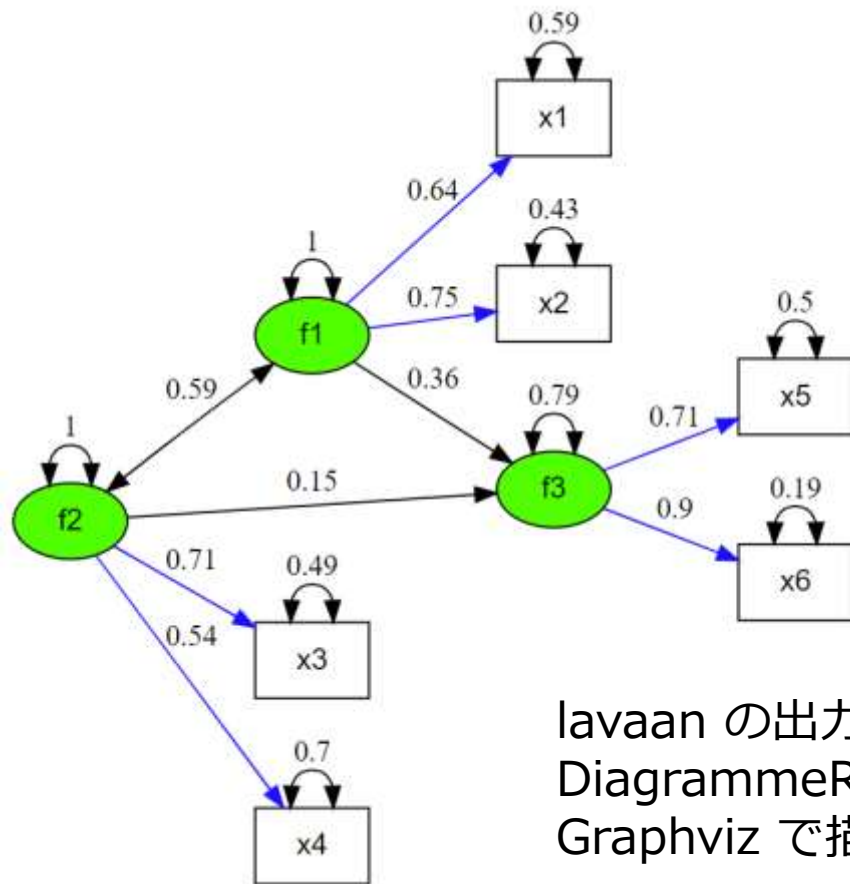 0.59
x1
0.64
0.43
1
0.75
x2
f1
0.5
0.59
0.36
0.79
x5
1
0.71
0.15
f3
0.19
f2
0.9
0.71
0.49
x6
0.54
x3
lavaan の出力
0.7
DiagrammeR
x4
Graphviz で描